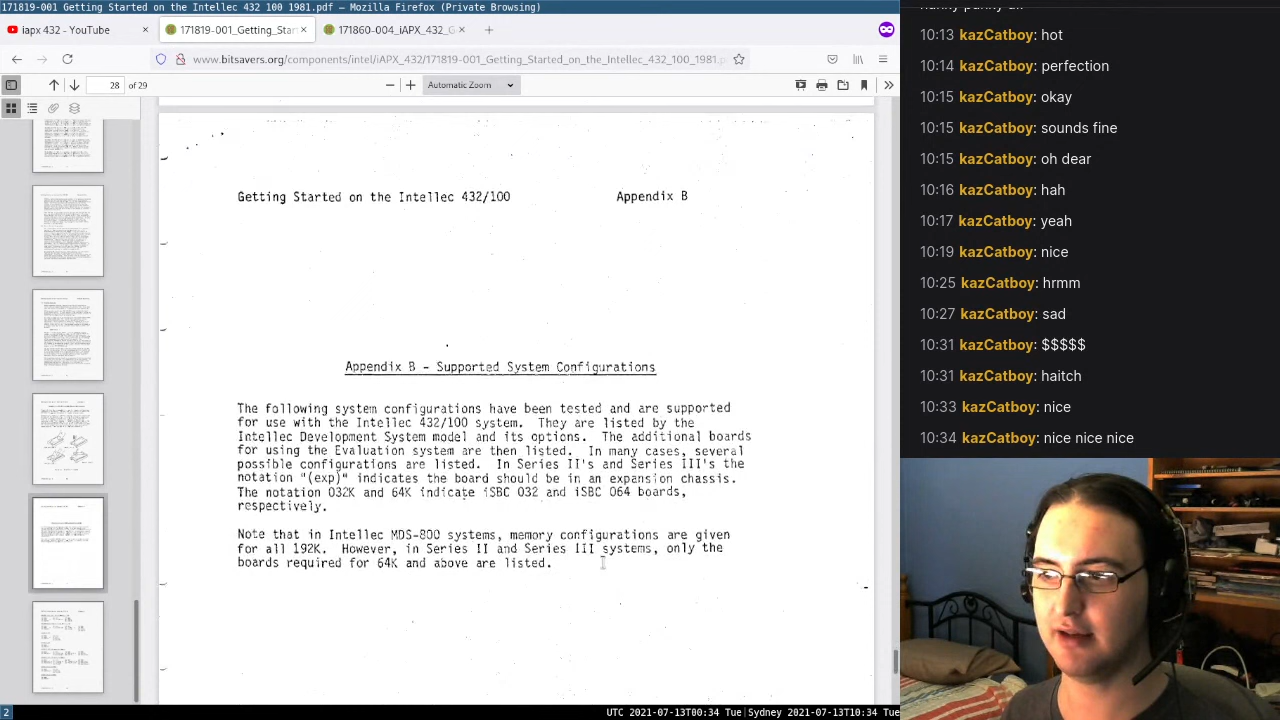 171819-001 Getting Started on the Intellec 432 100 1981.pdf — Mozilla Firefox (Private Browsing)
iapx 432 - YouTube
171819-001_Getting_Star
171860-004_iAPX_432_G
www.bitsavers.org/components/intel/iAPX_432/171819-001_Getting_Started_on_the_Intellec_432_100_1981.p
28 of 29
Automatic Zoom
Getting Started on the Intellec 432/100 Appendix B
Appendix B - Supported System Configurations
The following system configurations have been tested and are supported
for use with the Intellec 432/100 system. They are listed by the
Intellec Development System model and its options. The additional boards
for using the Evaluation system are then listed. In many cases, several
possible configurations are listed. In Series II's and Series III's the
notation "(exp)" indicates the board should be in an expansion chassis.
The notation 032K and 64K indicate iSBC 032 and iSBC 064 boards,
respectively.
Note that in Intellec MDS-800 systems, memory configurations are given
for all 192K. However, in Series II and Series III systems, only the
boards required for 64K and above are listed.
2
UTC 2021-07-13T00:34 Tue|Sydney 2021-07-13T10:34 Tue
10:13 kazCatboy: hot
10:14 kazCatboy: perfection
10:15 kazCatboy: okay
10:15 kazCatboy: sounds fine
10:15 kazCatboy: oh dear
10:16 kazCatboy: hah
10:17 kazCatboy: yeah
10:19 kazCatboy: nice
10:25 kazCatboy: hrmm
10:27 kazCatboy: sad
10:31 kazCatboy: $$$$$
10:31 kazCatboy: haitch
10:33 kazCatboy: nice
10:34 kazCatboy: nice nice nice